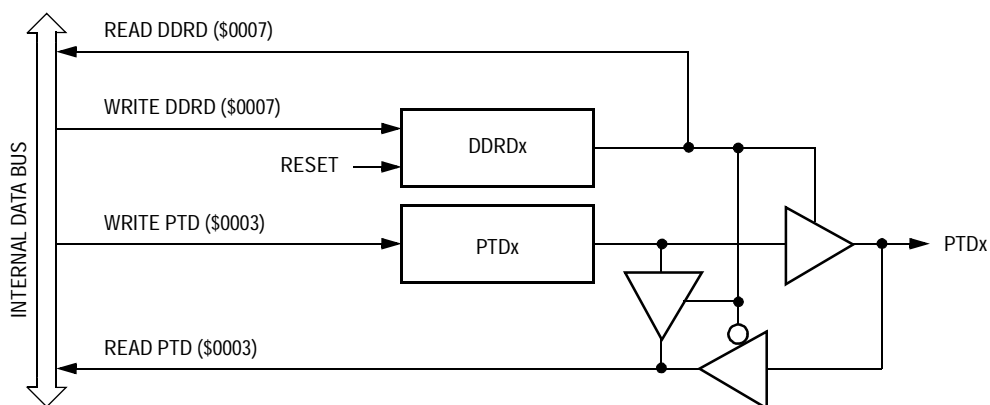 READ DDRD ($0007)
WRITE DDRD ($0007)
DDRDx
RESET
INTERNAL DATA BUS
WRITE PTD ($0003)
PTDx
PTDx
READ PTD ($0003)